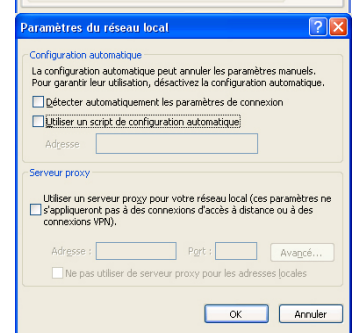 Paramètres du réseau local
Configuration automatique
La configuration automatique peut annuler les paramètres manuels.
Pour garantir leur utilisation, désactivez la configuration automatique.
Détecter automatiquement les paramètres de connexion
Utiliser un script de configuration automatique
Adresse
Serveur proxy
Utiliser un serveur proxy pour votre réseau local (ces paramètres ne
s'appliqueront pas à des connexions d'accès à distance ou à des
connexions VPN).
Adresse : Port : Avancé...
Ne pas utiliser de serveur proxy pour les adresses locales
OK Annuler